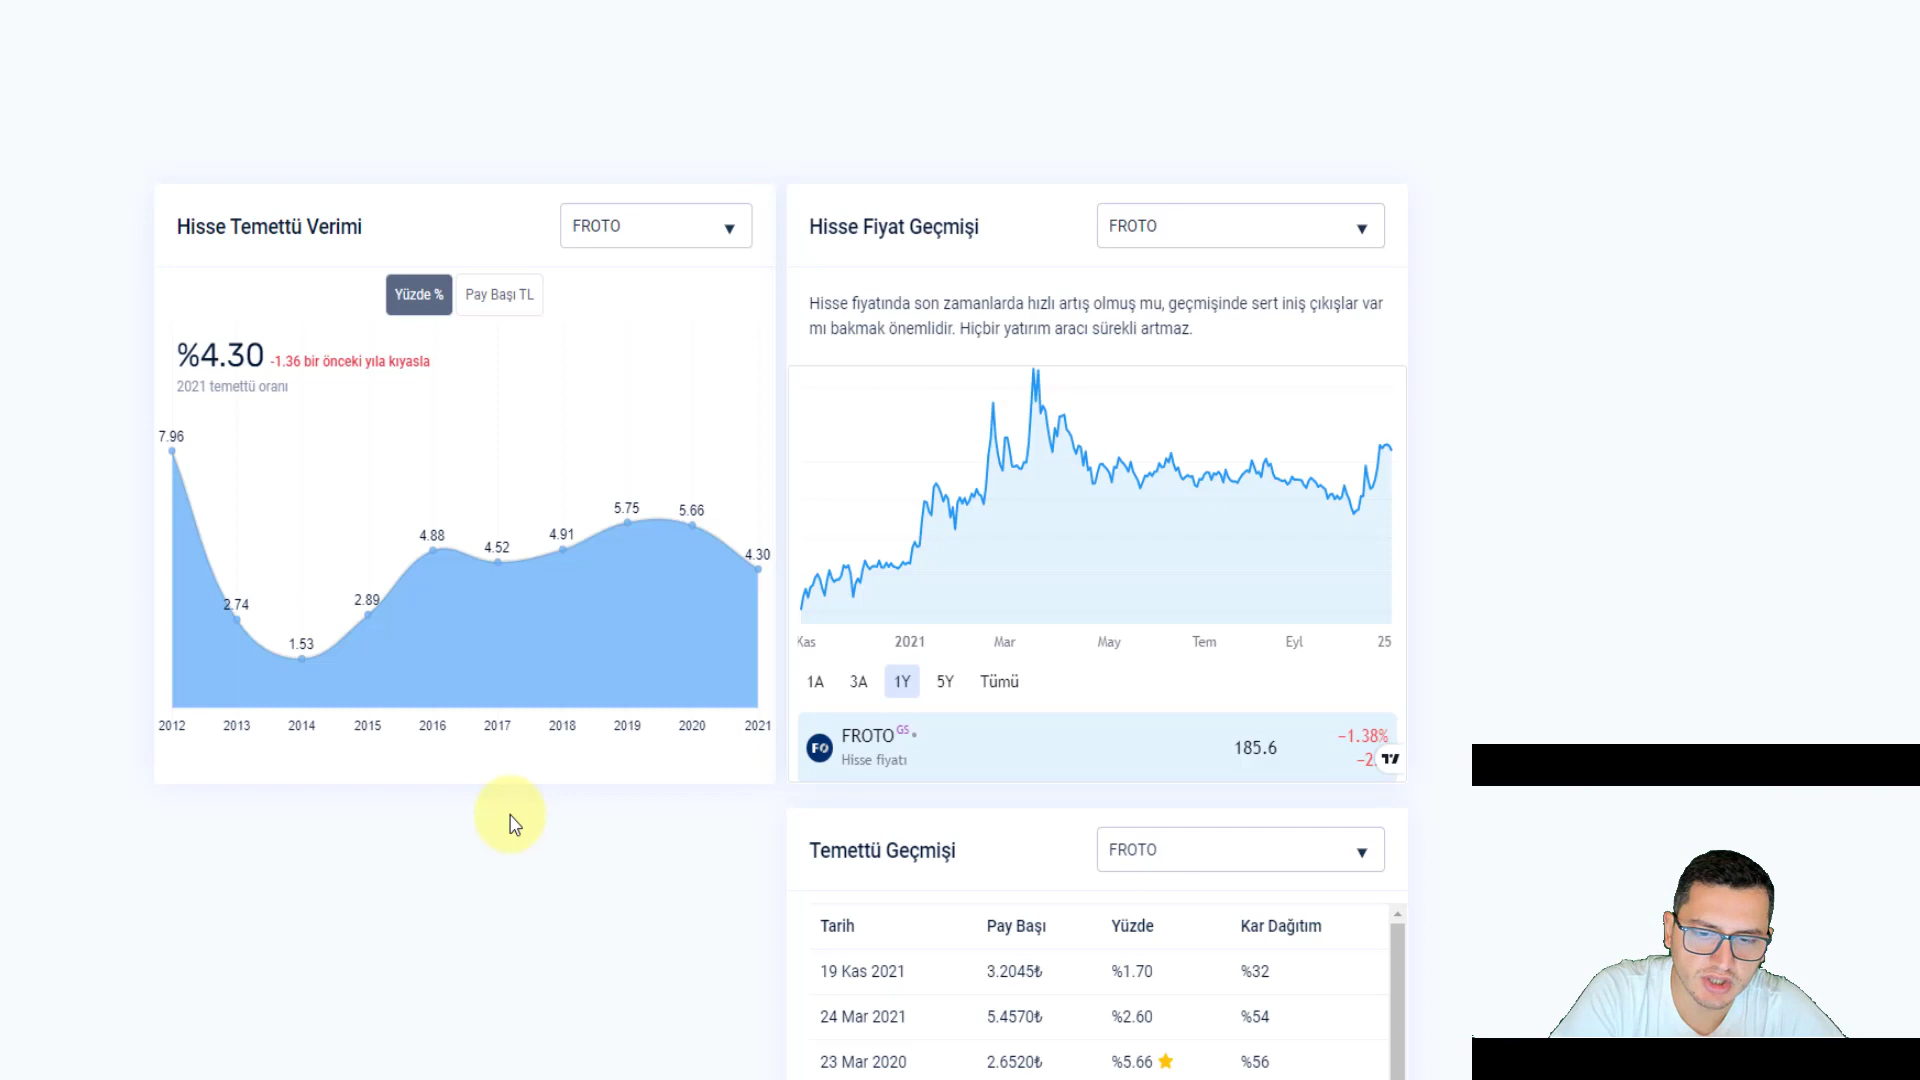 Hisse Temettü Verimi
FROTO
Yüzde %
Pay Başı TL
%4.30 -1.36 bir önceki yıla kıyasla
2021 temettü oranı
7.96
2.74
1.53
2.89
4.88
4.52
4.91
5.75
5.66
4.30
2012 2013 2014 2015 2016 2017 2018 2019 2020 2021
Hisse Fiyat Geçmişi
FROTO
Hisse fiyatında son zamanlarda hızlı artış olmuş mu, geçmişinde sert iniş çıkışlar var
mı bakmak önemlidir. Hiçbir yatırım aracı sürekli artmaz.
Kas 2021 Mar May Tem Eyl 25
1A 3A 1Y 5Y Tümü
FO
FROTO GS
Hisse fiyatı
185.6
−1.38%
−2.
Temettü Geçmişi
FROTO
Tarih Pay Başı Yüzde Kar Dağıtım
19 Kas 2021 3.2045₺ %1.70 %32
24 Mar 2021 5.4570₺ %2.60 %54
23 Mar 2020 2.6520₺ %5.66 %56